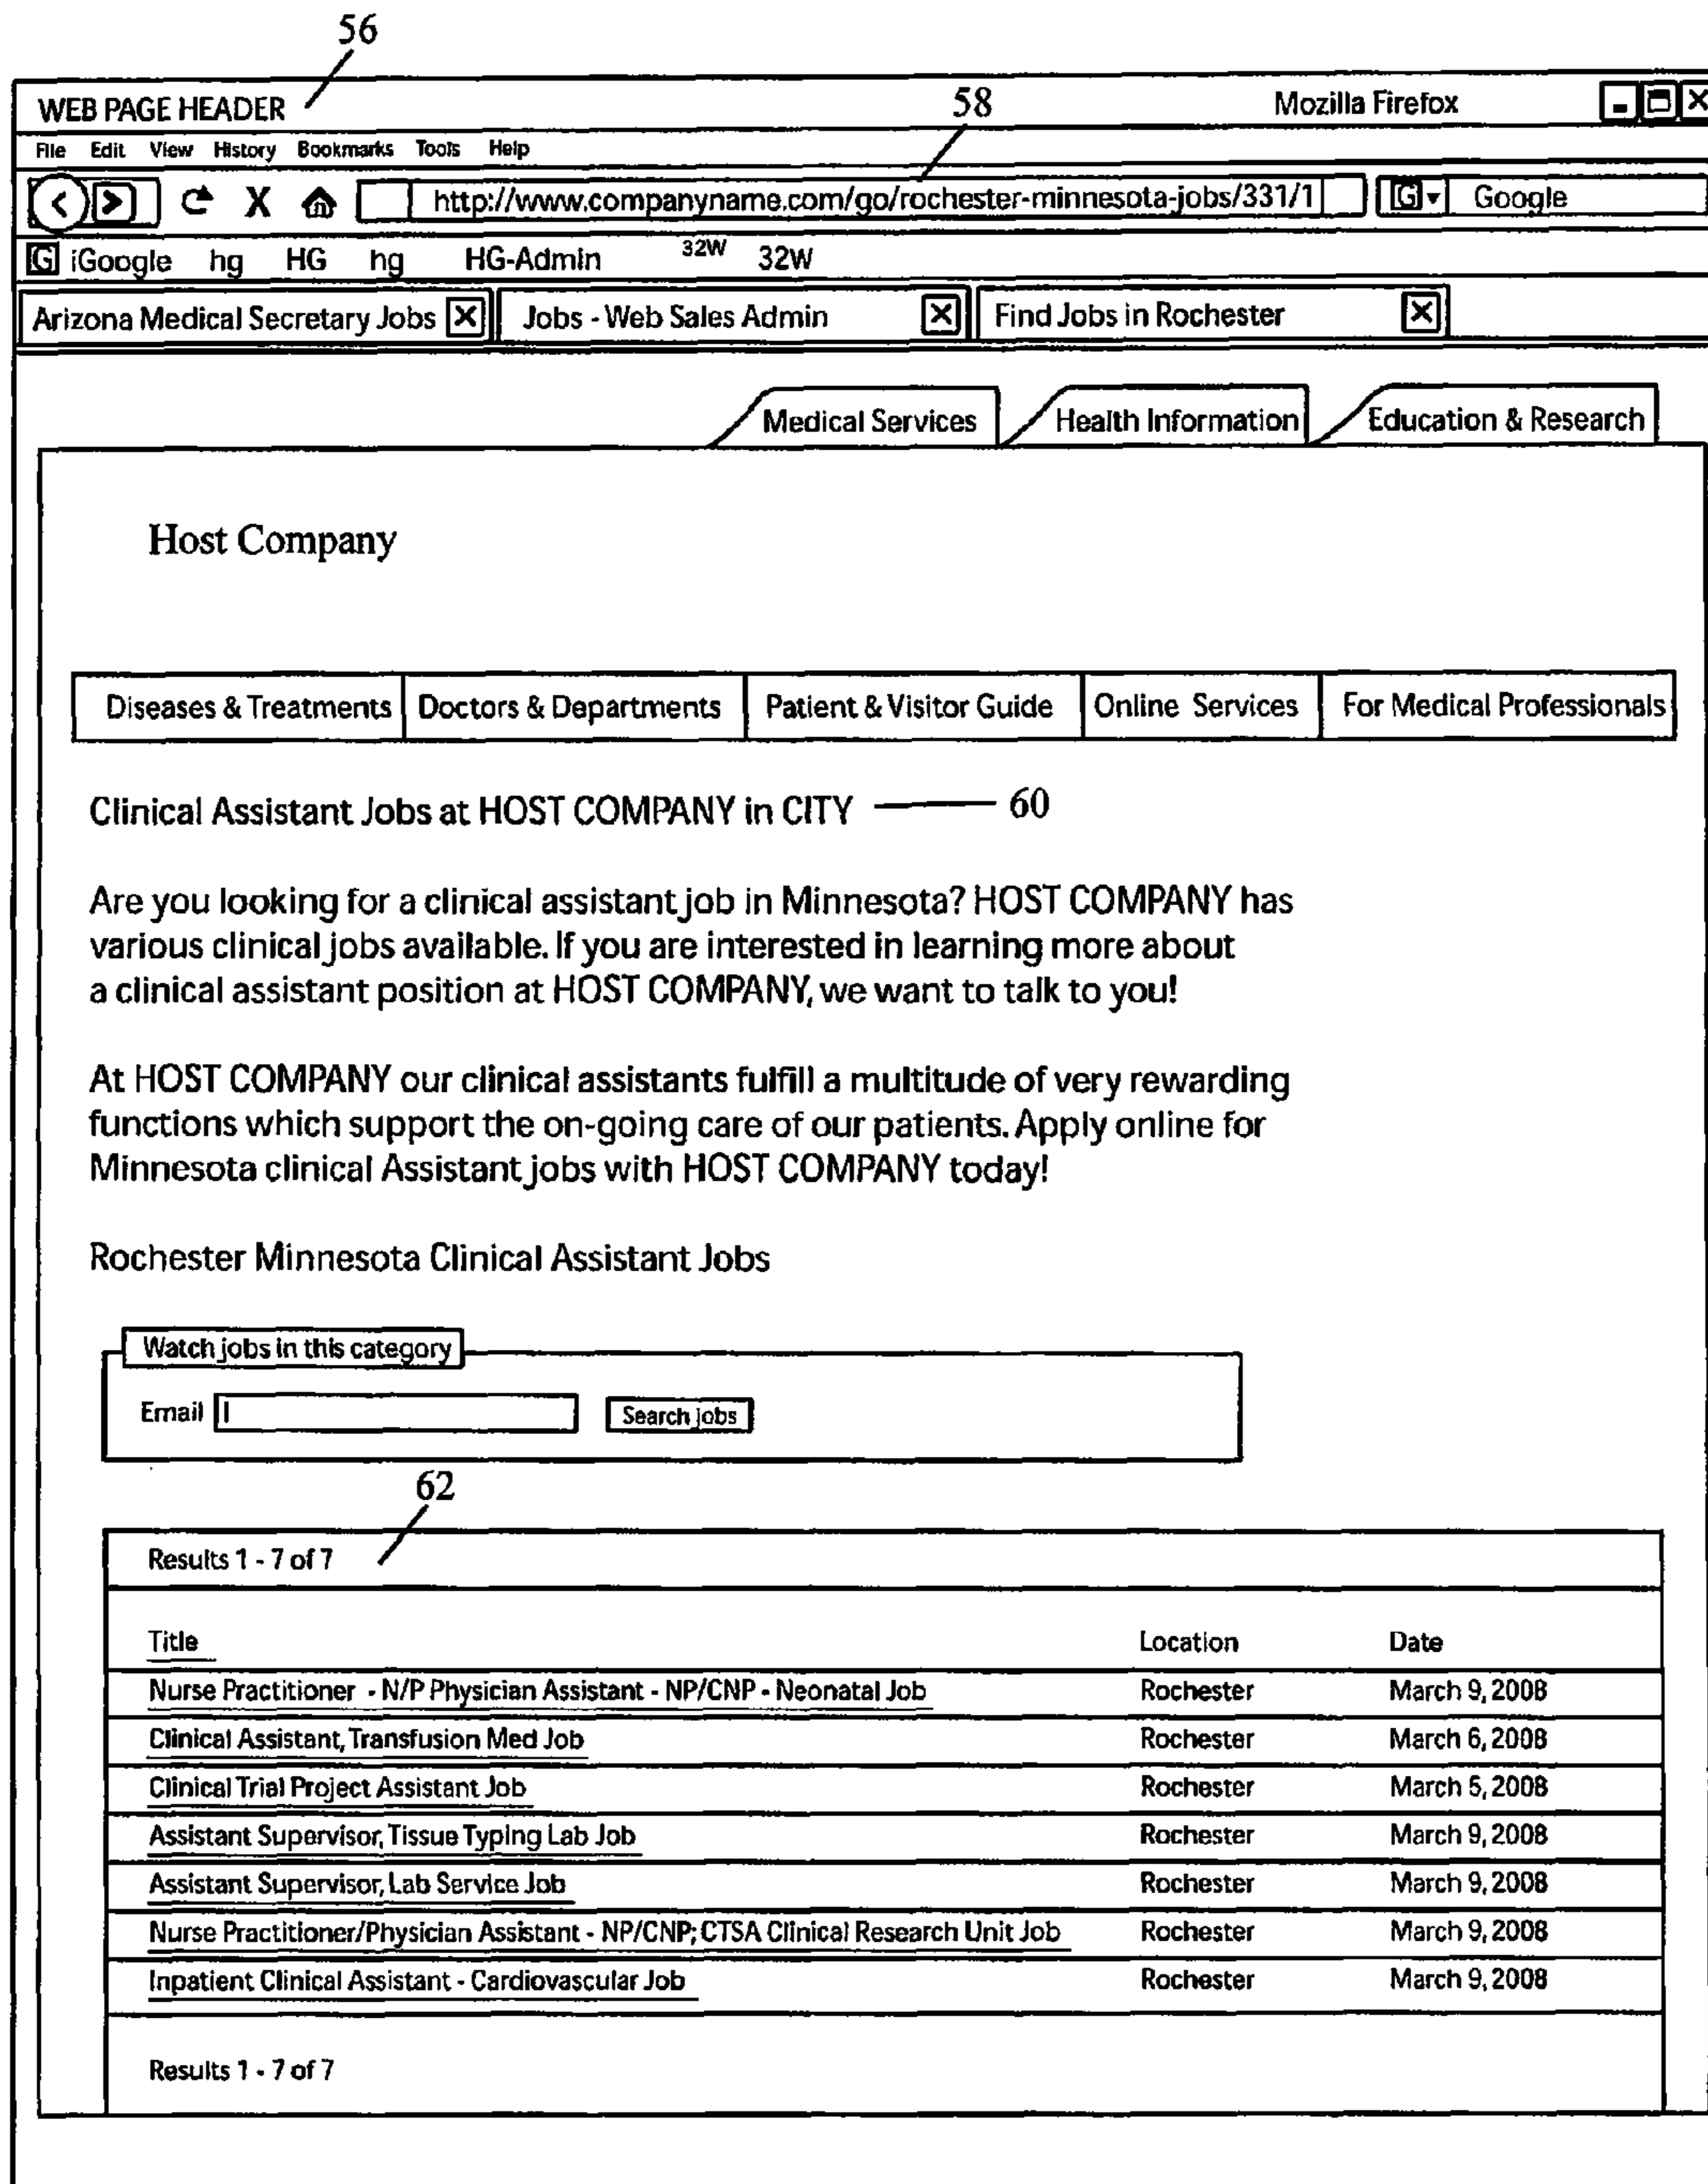 56
WEB PAGE HEADER 58 Mozilla Firefox
File Edit View History Bookmarks Tools Help
http://www.companyname.com/go/rochester-minnesota-jobs/331/1 G Google
G iGoogle hg HG hg HG-Admin 32W 32W
Arizona Medical Secretary Jobs X Jobs - Web Sales Admin X Find Jobs in Rochester X
Medical Services Health Information Education & Research
Host Company
Diseases & Treatments Doctors & Departments Patient & Visitor Guide Online Services For Medical Professionals
Clinical Assistant Jobs at HOST COMPANY in CITY 60
Are you looking for a clinical assistant job in Minnesota? HOST COMPANY has
various clinical jobs available. If you are interested in learning more about
a clinical assistant position at HOST COMPANY, we want to talk to you!
At HOST COMPANY our clinical assistants fulfill a multitude of very rewarding
functions which support the on-going care of our patients. Apply online for
Minnesota clinical Assistant jobs with HOST COMPANY today!
Rochester Minnesota Clinical Assistant Jobs
Watch jobs in this category
Email Search jobs
62
Results 1 - 7 of 7
Title Location Date
Nurse Practitioner - N/P Physician Assistant - NP/CNP - Neonatal Job Rochester March 9, 2008
Clinical Assistant, Transfusion Med Job Rochester March 6, 2008
Clinical Trial Project Assistant Job Rochester March 5, 2008
Assistant Supervisor, Tissue Typing Lab Job Rochester March 9, 2008
Assistant Supervisor, Lab Service Job Rochester March 9, 2008
Nurse Practitioner/Physician Assistant - NP/CNP; CTSA Clinical Research Unit Job Rochester March 9, 2008
Inpatient Clinical Assistant - Cardiovascular Job Rochester March 9, 2008
Results 1 - 7 of 7